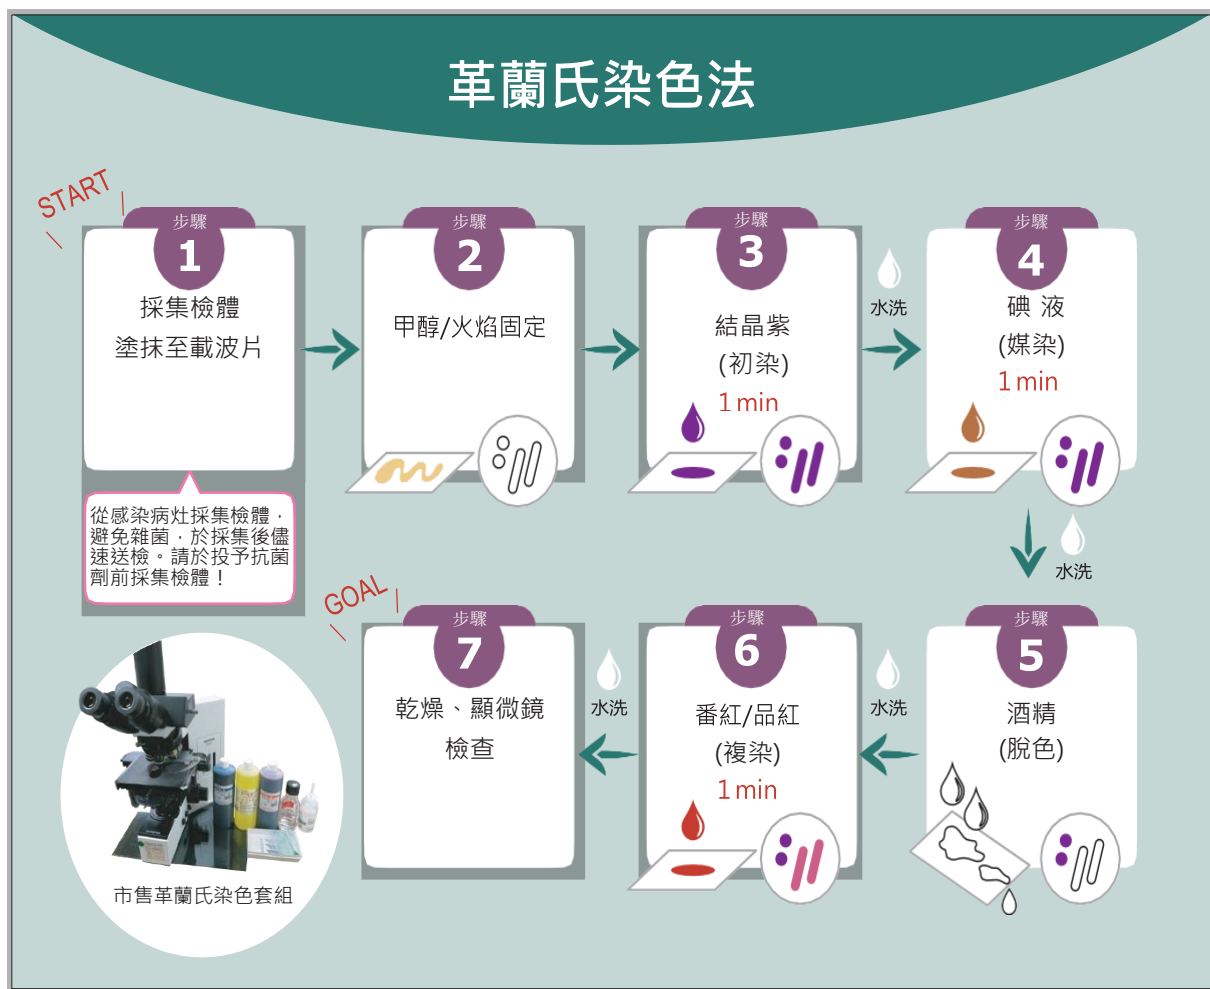 革蘭氏染色法
START
步驟
1
採集檢體
塗抹至載波片
從感染病灶採集檢體，
避免雜菌，於採集後儘
速送檢。請於投予抗菌
劑前採集檢體！
步驟
2
甲醇/火焰固定
步驟
3
結晶紫
(初染)
1 min
水洗
步驟
4
碘 液
(媒染)
1 min
水洗
步驟
5
酒精
(脫色)
水洗
步驟
6
番紅/品紅
(複染)
1 min
水洗
GOAL
步驟
7
乾燥、顯微鏡
檢查
市售革蘭氏染色套組